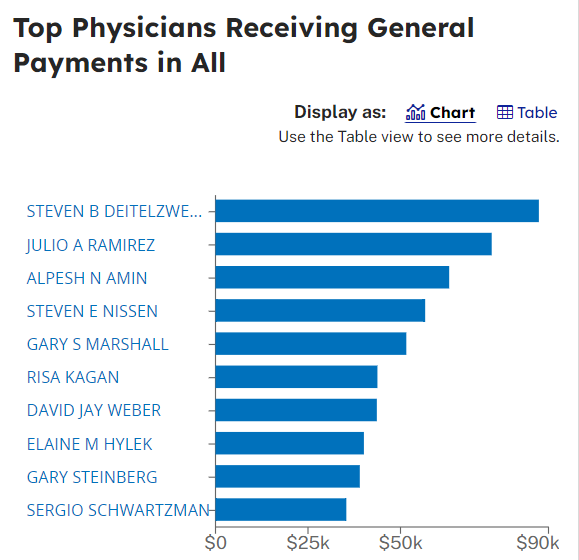 Top Physicians Receiving General
Payments in All
Display as: Chart Table
Use the Table view to see more details.
STEVEN B DEITELZWE...
JULIO A RAMIREZ
ALPESH N AMIN
STEVEN E NISSEN
GARY S MARSHALL
RISA KAGAN
DAVID JAY WEBER
ELAINE M HYLEK
GARY STEINBERG
SERGIO SCHWARTZMAN
$0 $25k $50k $90k